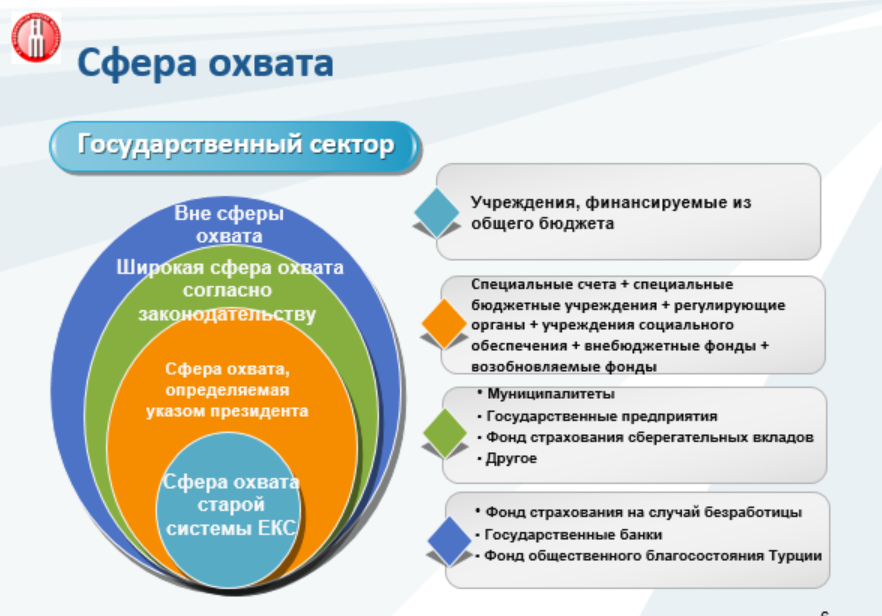 Сфера охвата
Государственный сектор
Вне сферы
охвата
Широкая сфера охвата
согласно
законодательству
Сфера охвата,
определяемая
указом президента
Сфера охвата
старой
системы ЕКС
Учреждения, финансируемые из
общего бюджета
Специальные счета + специальные
бюджетные учреждения + регулирующие
органы + учреждения социального
обеспечения + внебюджетные фонды +
возобновляемые фонды
• Муниципалитеты
• Государственные предприятия
• Фонд страхования сберегательных вкладов
• Другое
• Фонд страхования на случай безработицы
• Государственные банки
• Фонд общественного благосостояния Турции